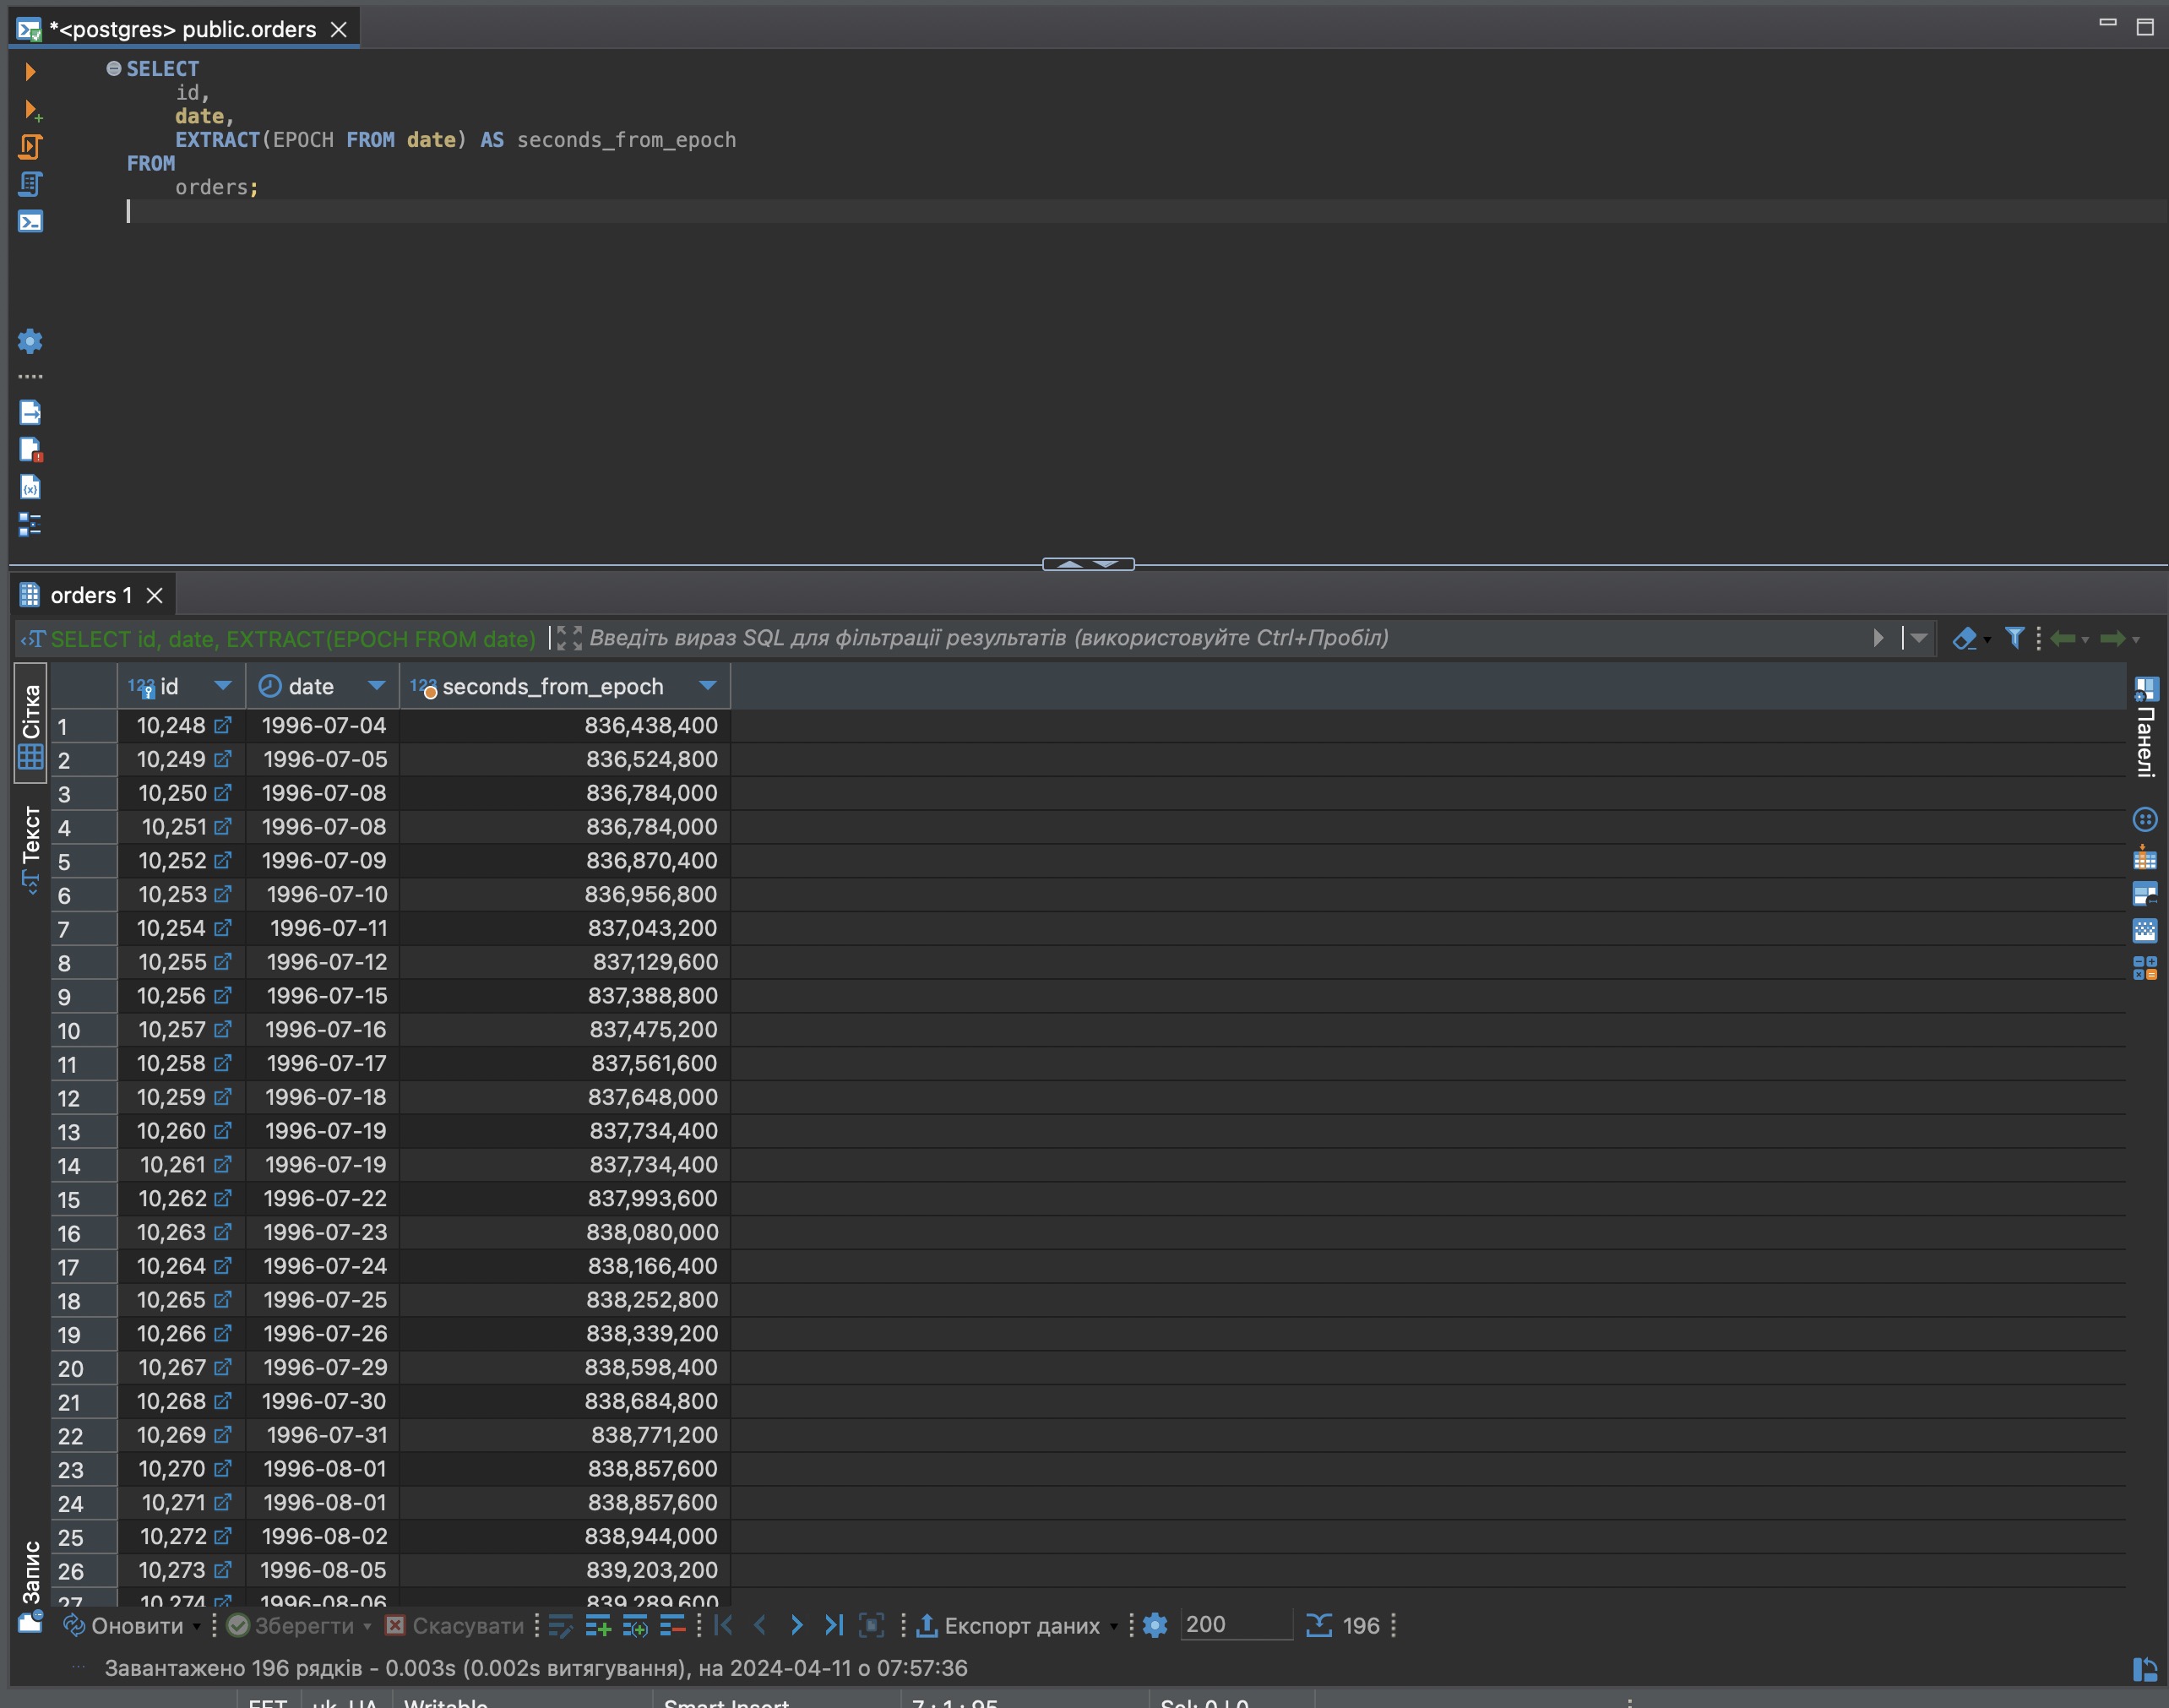 *<postgres> public.orders
SELECT
id,
date,
EXTRACT(EPOCH FROM date) AS seconds_from_epoch
FROM
orders;
orders 1
SELECT id, date, EXTRACT(EPOCH FROM date)
Введіть вираз SQL для фільтрації результатів (використовуйте Ctrl+Пробіл)
Сітка
Текст
Запис
Панелі
123 id date 123 seconds_from_epoch
1 10,248 1996-07-04 836,438,400
2 10,249 1996-07-05 836,524,800
3 10,250 1996-07-08 836,784,000
4 10,251 1996-07-08 836,784,000
5 10,252 1996-07-09 836,870,400
6 10,253 1996-07-10 836,956,800
7 10,254 1996-07-11 837,043,200
8 10,255 1996-07-12 837,129,600
9 10,256 1996-07-15 837,388,800
10 10,257 1996-07-16 837,475,200
11 10,258 1996-07-17 837,561,600
12 10,259 1996-07-18 837,648,000
13 10,260 1996-07-19 837,734,400
14 10,261 1996-07-19 837,734,400
15 10,262 1996-07-22 837,993,600
16 10,263 1996-07-23 838,080,000
17 10,264 1996-07-24 838,166,400
18 10,265 1996-07-25 838,252,800
19 10,266 1996-07-26 838,339,200
20 10,267 1996-07-29 838,598,400
21 10,268 1996-07-30 838,684,800
22 10,269 1996-07-31 838,771,200
23 10,270 1996-08-01 838,857,600
24 10,271 1996-08-01 838,857,600
25 10,272 1996-08-02 838,944,000
26 10,273 1996-08-05 839,203,200
27 10,274 1996-08-06 839,289,600
Оновити Зберегти Скасувати Експорт даних 200 196
Завантажено 196 рядків - 0.003s (0.002s витягування), на 2024-04-11 о 07:57:36
EET uk_UA Writable Smart Insert 7 : 1 : 95 Sel: 0 | 0